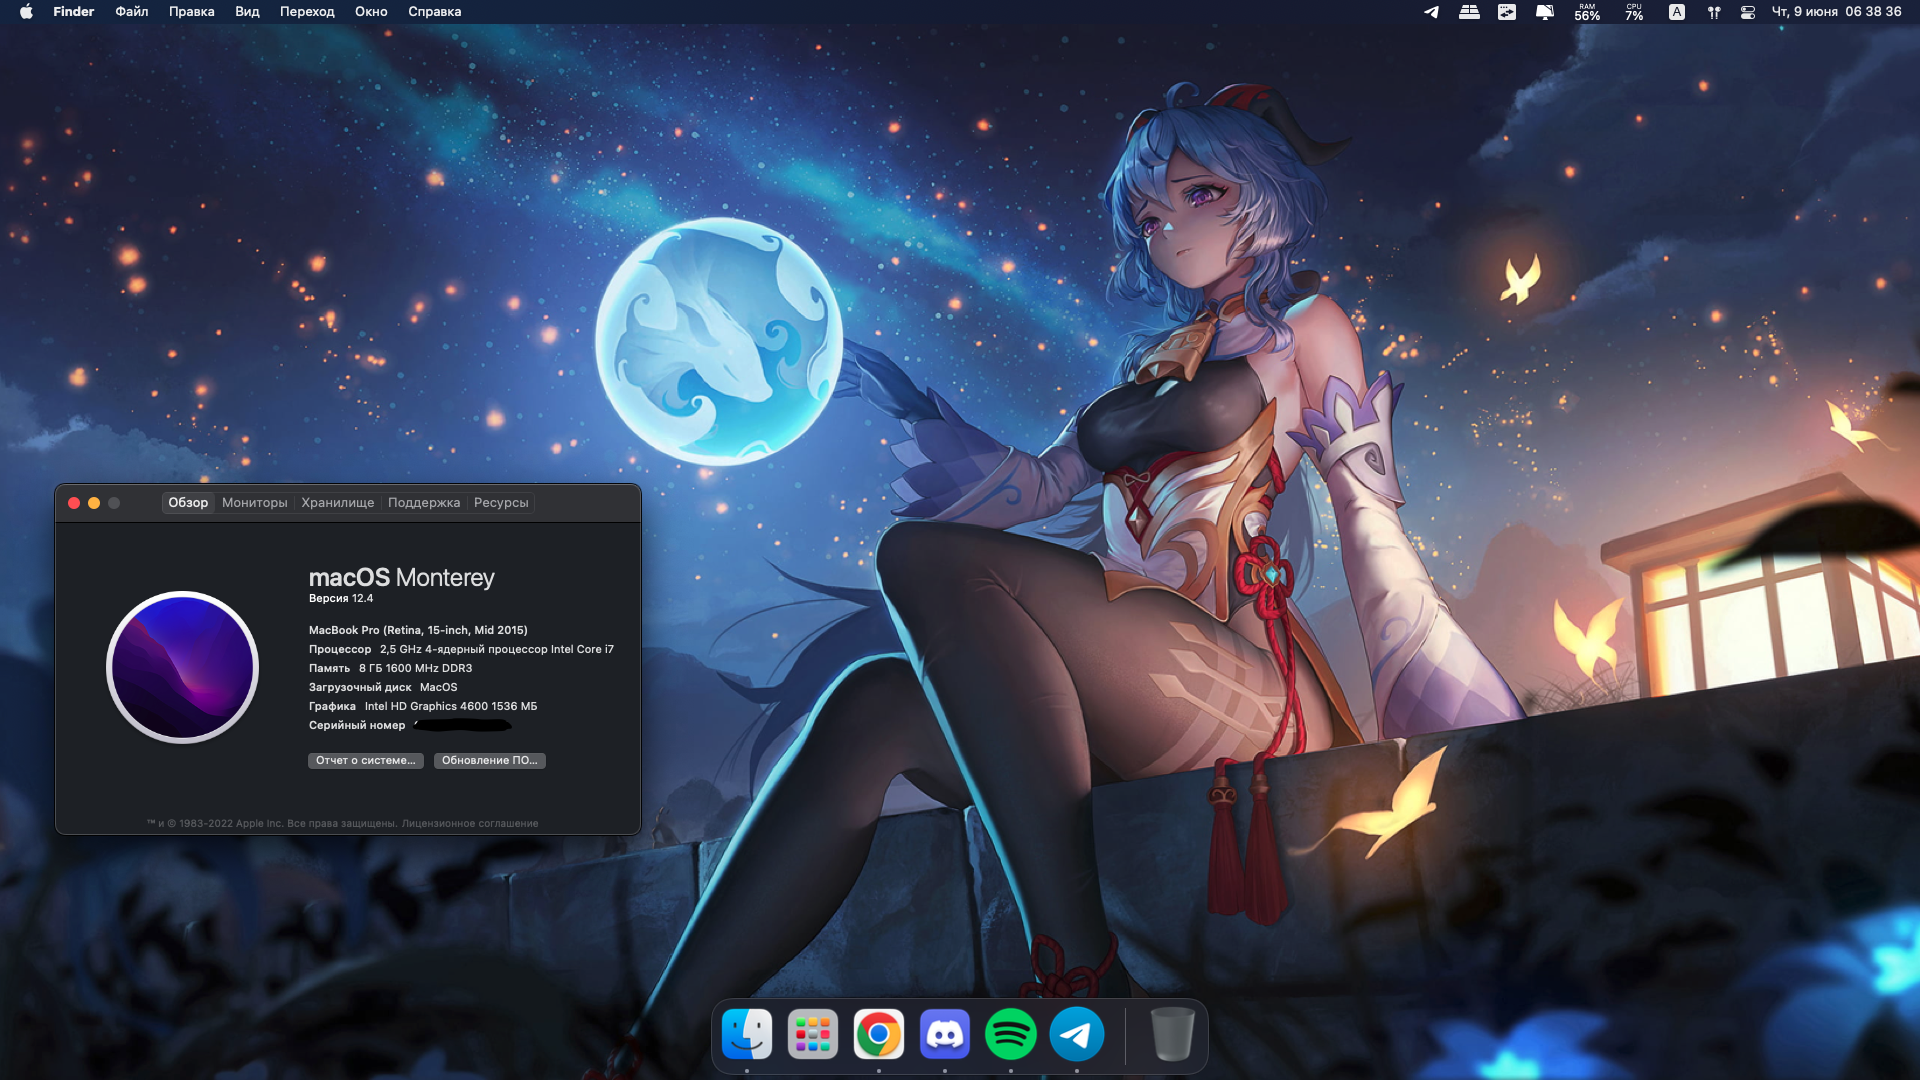 Finder Файл Правка Вид Переход Окно Справка
RAM 56% CPU 7% A Чт, 9 июня 06 38 36
Обзор Мониторы Хранилище Поддержка Ресурсы
macOS Monterey
Версия 12.4
MacBook Pro (Retina, 15-inch, Mid 2015)
Процессор 2,5 GHz 4-ядерный процессор Intel Core i7
Память 8 ГБ 1600 MHz DDR3
Загрузочный диск MacOS
Графика Intel HD Graphics 4600 1536 МБ
Серийный номер
Отчет о системе... Обновление ПО...
™ и © 1983-2022 Apple Inc. Все права защищены. Лицензионное соглашение